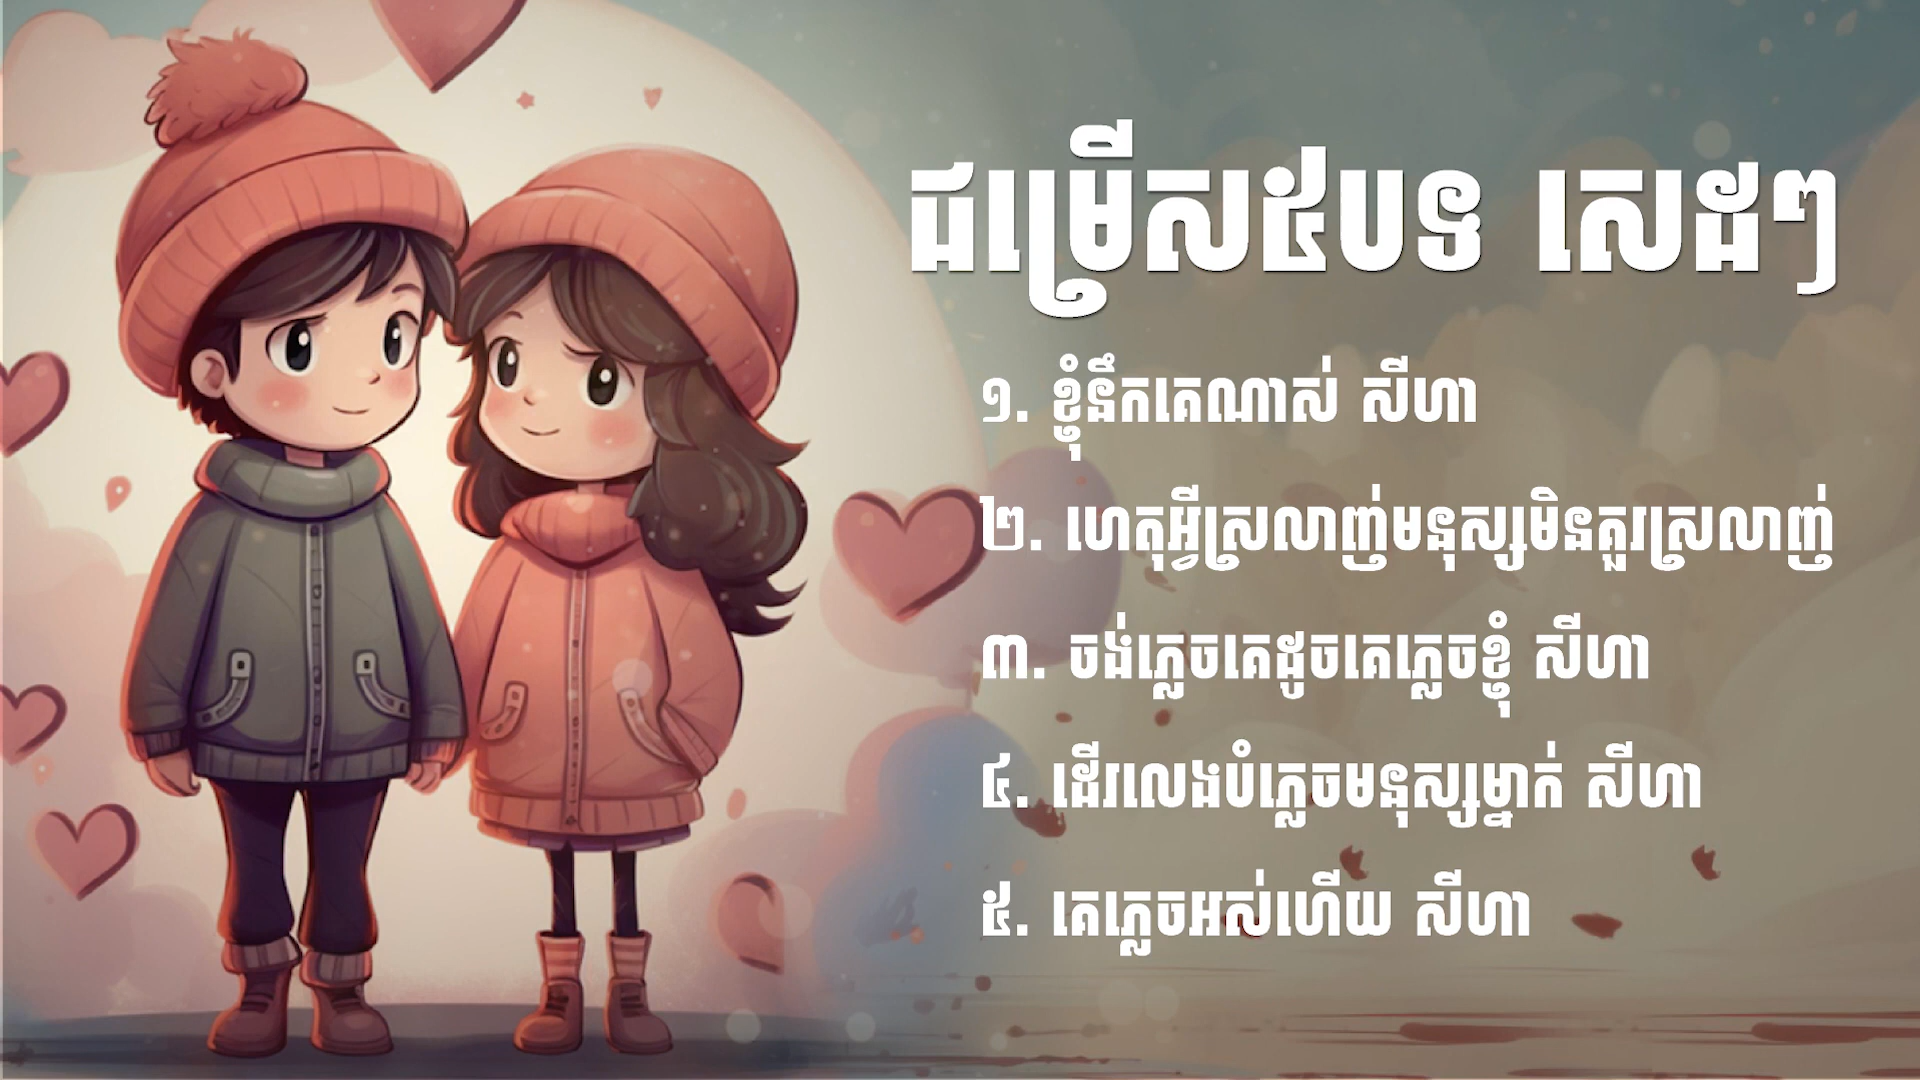 ជម្រើស៥បទ សេដៗ
១. ខ្ញុំនឹកគេណាស់ សីហា
២. ហេតុអ្វីស្រលាញ់មនុស្សមិនគួរស្រលាញ់
៣. ចង់ភ្លេចគេដូចគេភ្លេចខ្ញុំ សីហា
៤. ដើរលេងបំភ្លេចមនុស្សម្នាក់ សីហា
៥. គេភ្លេចអស់ហើយ សីហា